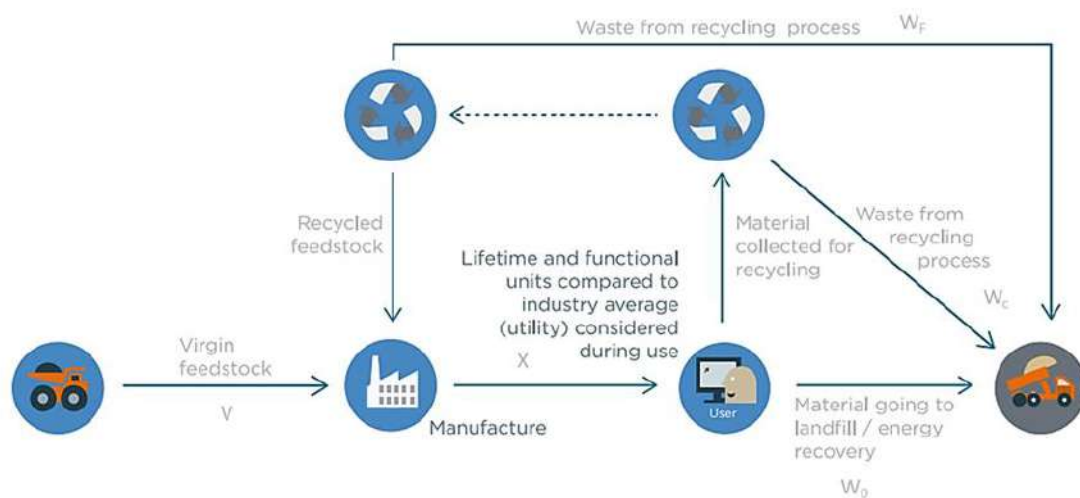 Waste from recycling process
W_F
Recycled
feedstock
Material
collected for
recycling
Waste from
recycling
process
W_c
Lifetime and functional
units compared to
industry average
(utility) considered
during use
X
Virgin
feedstock
V
Manufacture
User
Material going to
landfill / energy
recovery
W_0